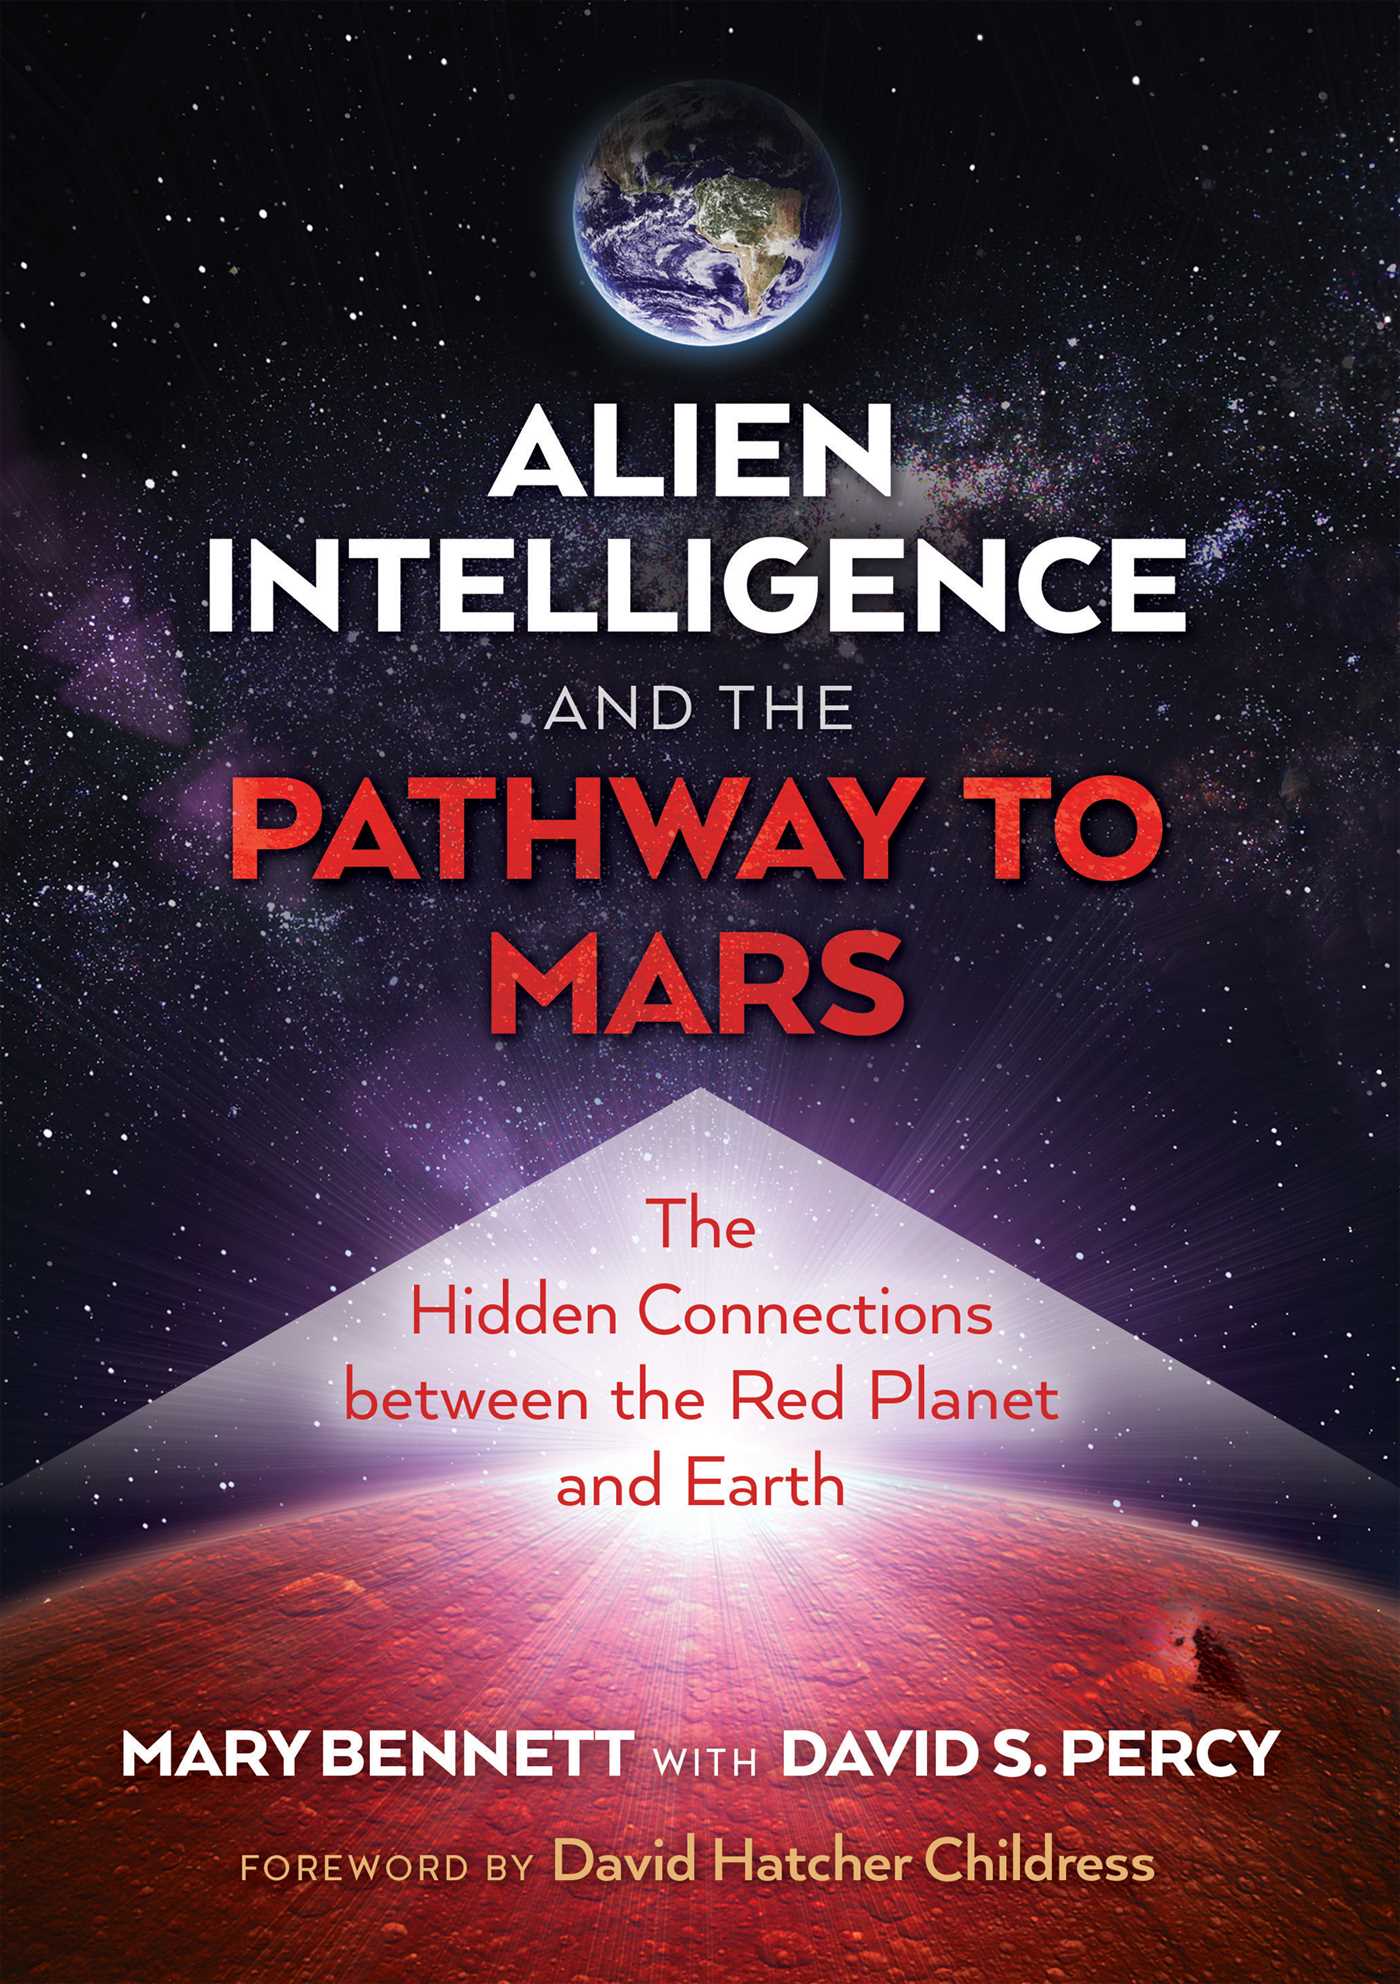 ALIEN
INTELLIGENCE
AND THE
PATHWAY TO
MARS
The
Hidden Connections
between the Red Planet
and Earth
MARY BENNETT WITH DAVID S. PERCY
FOREWORD BY David Hatcher Childress